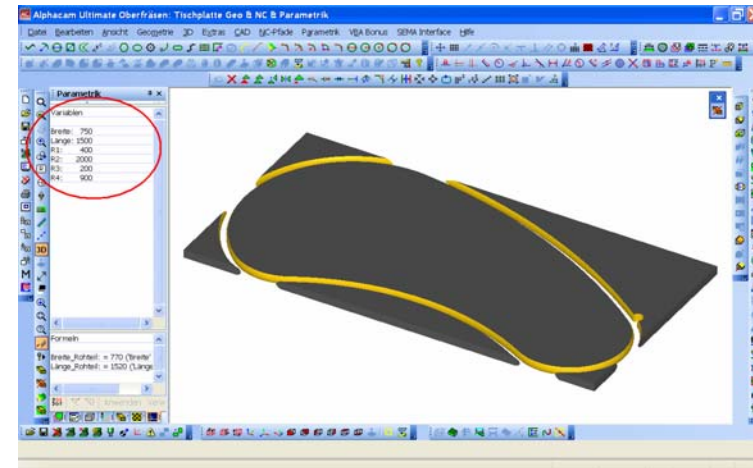 Alphacam Ultimate Oberfräsen: Tischplatte Geo & NC & Parametrik
Datei Bearbeiten Ansicht Geometrie 3D Extras CAD NC-Pfade Parametrik VBA Bonus SEMA Interface Hilfe
Parametrik
Variablen
Breite: 750
Länge: 1500
R1: 400
R2: 2000
R3: 200
R4: 900
3D
M
Formeln
Breite_Rohteil: = 770 ('Breite'
Länge_Rohteil: = 1520 ('Länge
Anwenden